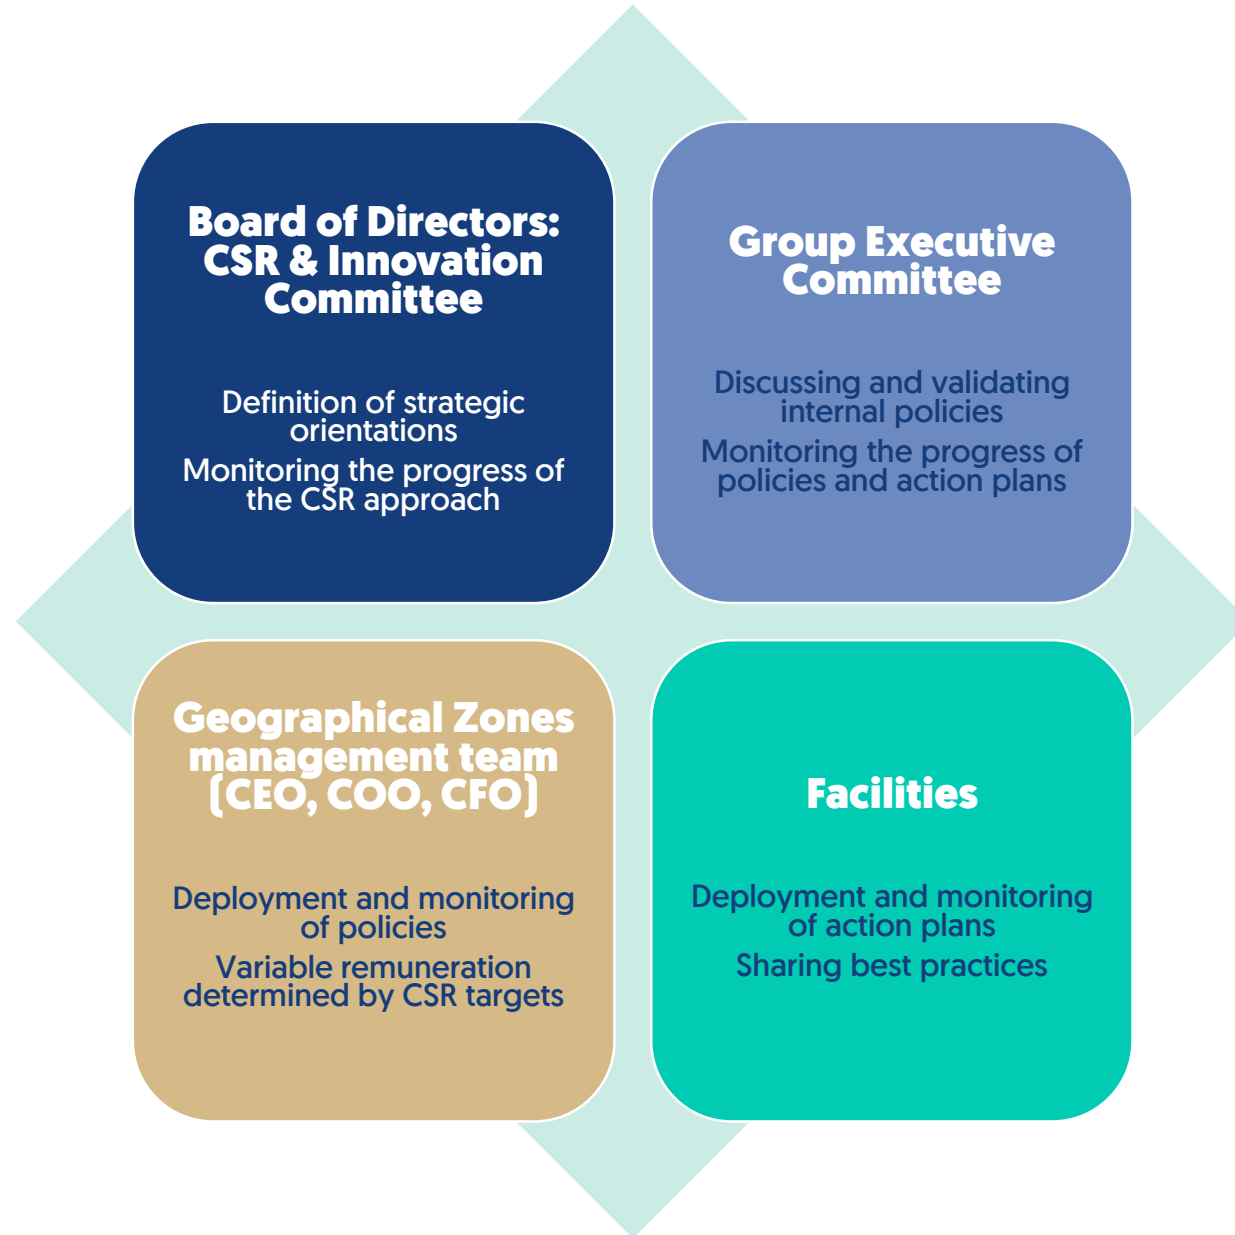 Board of Directors:
CSR & Innovation
Committee
Definition of strategic
orientations
Monitoring the progress of
the CSR approach
Group Executive
Committee
Discussing and validating
internal policies
Monitoring the progress of
policies and action plans
Geographical Zones
management team
(CEO, COO, CFO)
Deployment and monitoring
of policies
Variable remuneration
determined by CSR targets
Facilities
Deployment and monitoring
of action plans
Sharing best practices